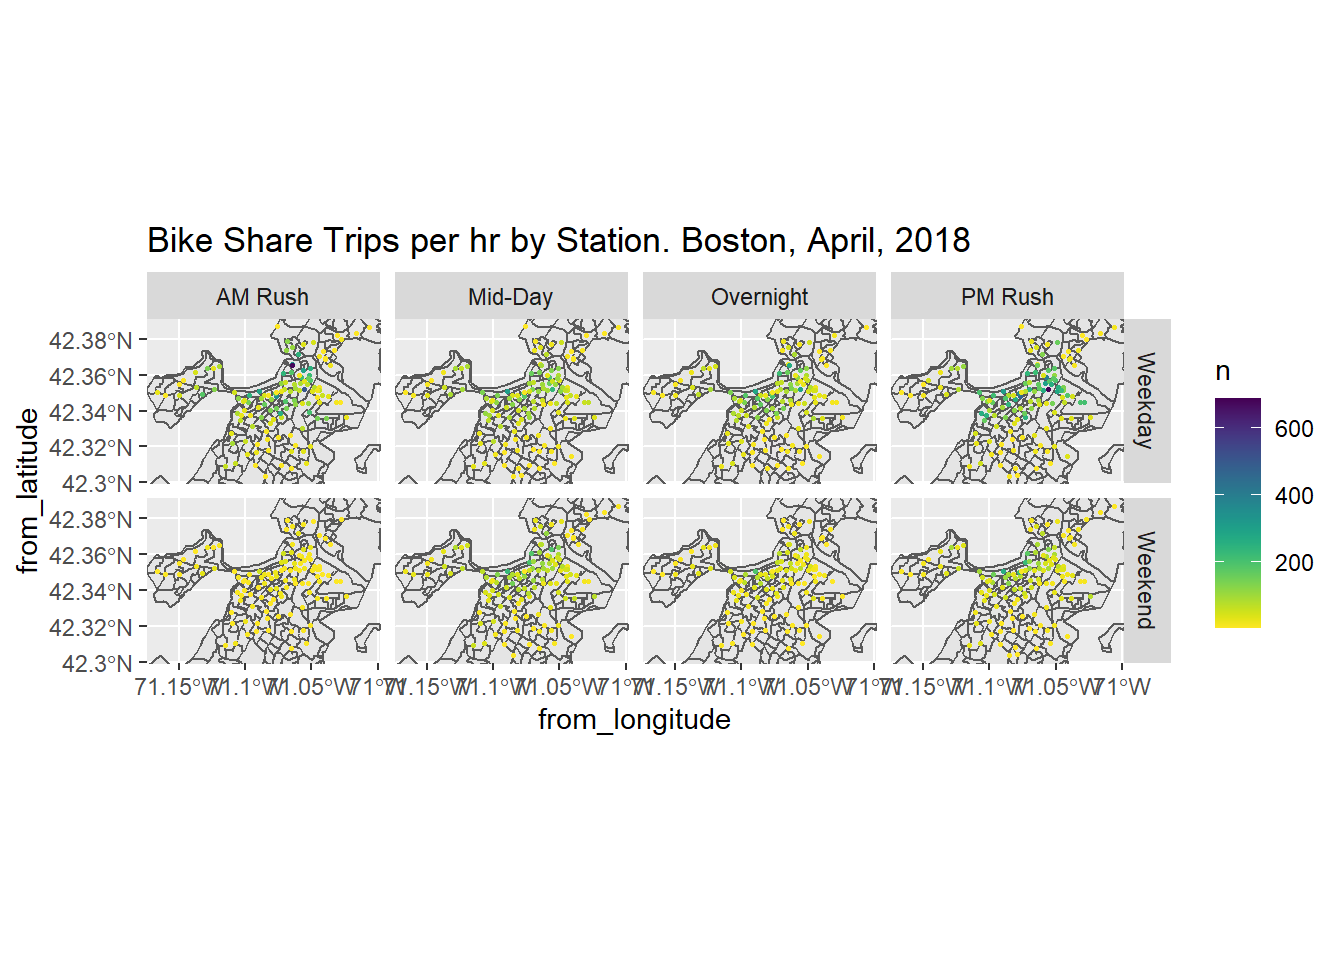 Bike Share Trips per hr by Station. Boston, April, 2018
AM Rush
Mid-Day
Overnight
PM Rush
42.38°N
42.36°N
42.34°N
42.32°N
42.3°N
Weekday
42.38°N
42.36°N
42.34°N
42.32°N
42.3°N
Weekend
71.15°W 71.1°W 71.05°W 71°W 71.15°W 71.1°W 71.05°W 71°W 71.15°W 71.1°W 71.05°W 71°W 71.15°W 71.1°W 71.05°W 71°W
from_longitude
from_latitude
n
600
400
200